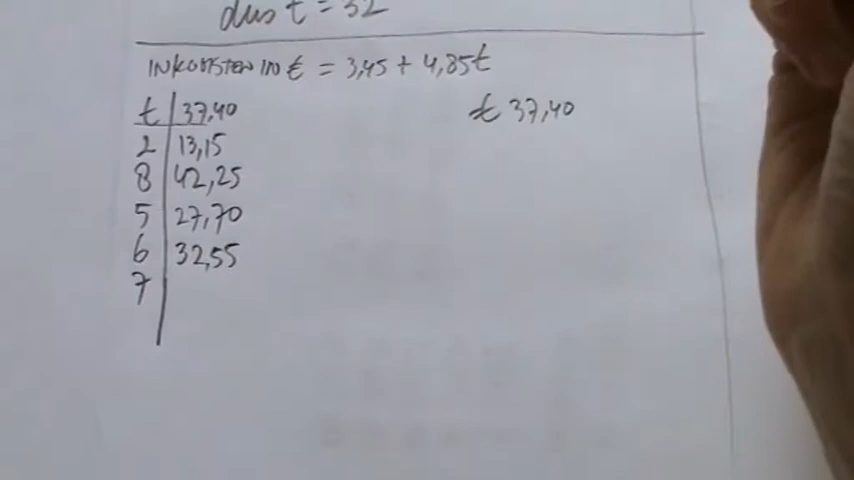 dus t = 32
INKOMSTEN IN € = 3,45 + 4,85t
t | 37,40
€ 37,40
2 | 13,15
8 | 42,25
5 | 27,70
6 | 32,55
7